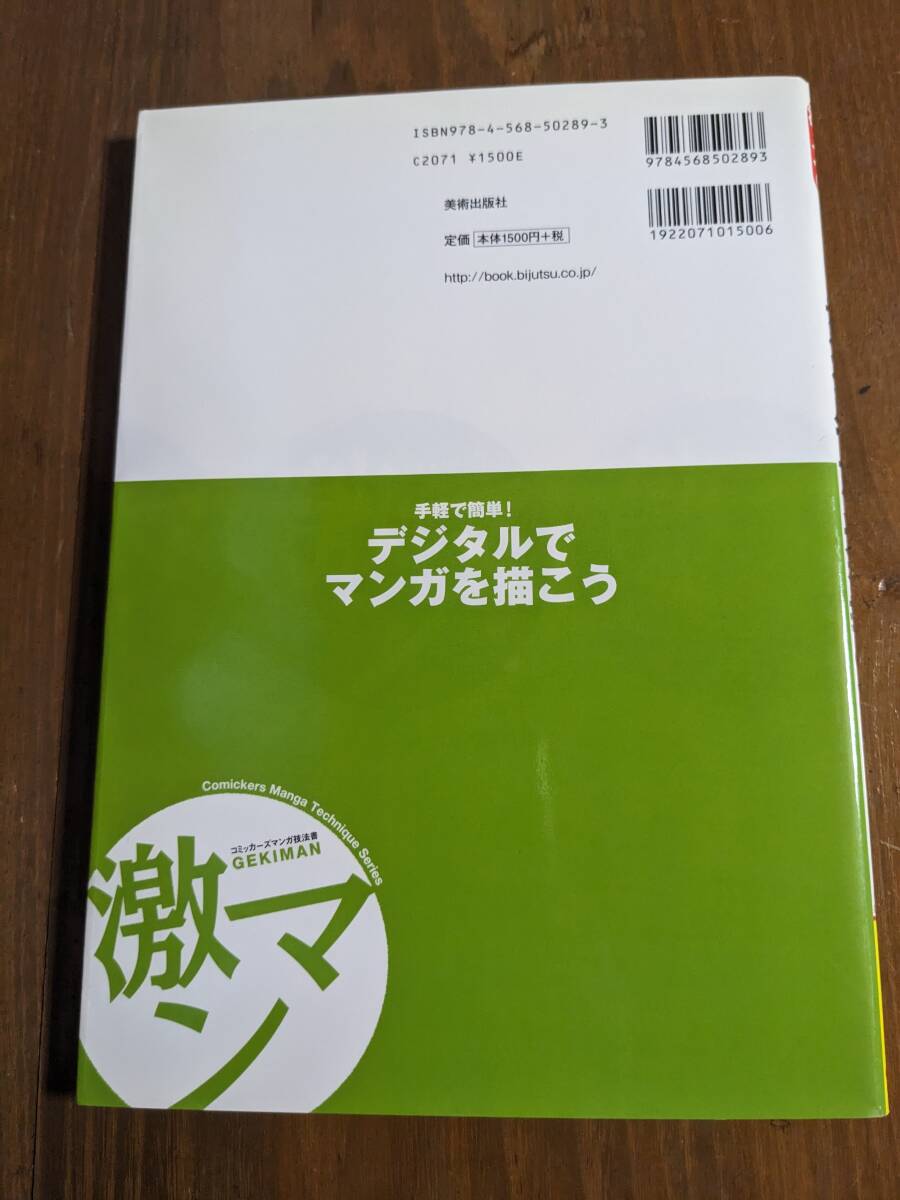 ISBN978-4-568-50289-3
C2071 ¥1500E
9784568502893
1922071015006
美術出版社
定価 本体1500円+税
http://book.bijutsu.co.jp/
手軽で簡単!
デジタルで
マンガを描こう
Comickers Manga Technique Series
コミッカーズマンガ技法書
GEKIMAN
激マン